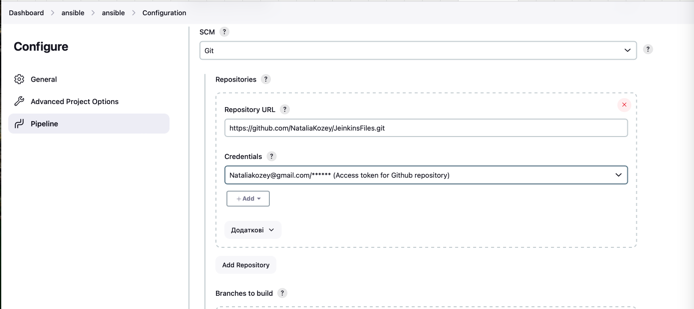 Dashboard > ansible > ansible > Configuration
Configure
General
Advanced Project Options
Pipeline
SCM ?
Git
?
Repositories ?
Repository URL ?
https://github.com/NataliaKozey/JeinkinsFiles.git
Credentials ?
Nataliakozey@gmail.com/****** (Access token for Github repository)
+ Add
Додаткові
Add Repository
Branches to build ?